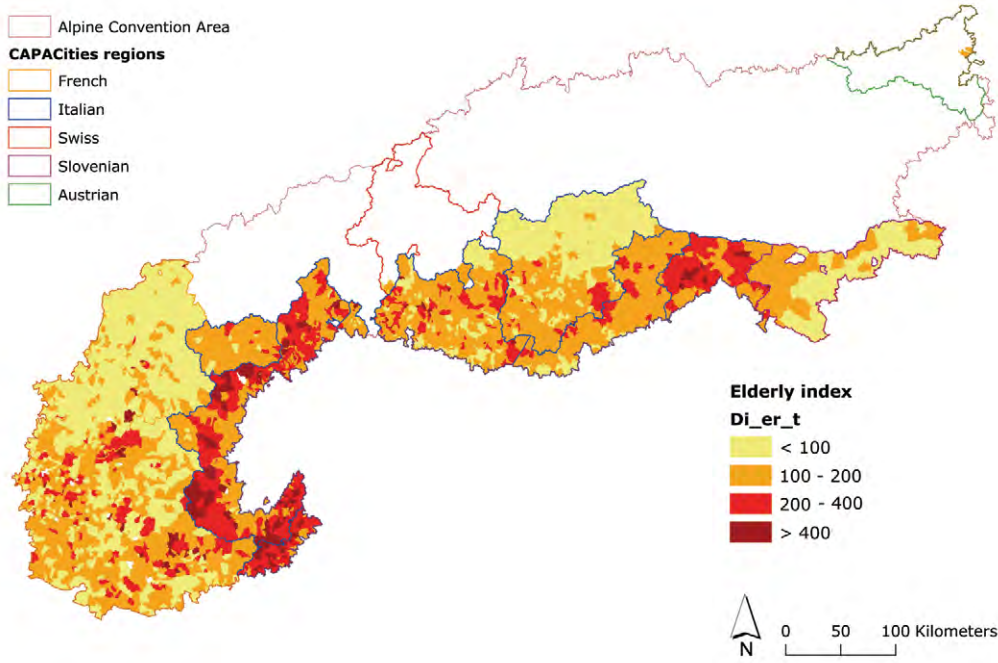 Alpine Convention Area
CAPACities regions
French
Italian
Swiss
Slovenian
Austrian
Elderly index
Di_er_t
< 100
100 - 200
200 - 400
> 400
N
0 50 100 Kilometers